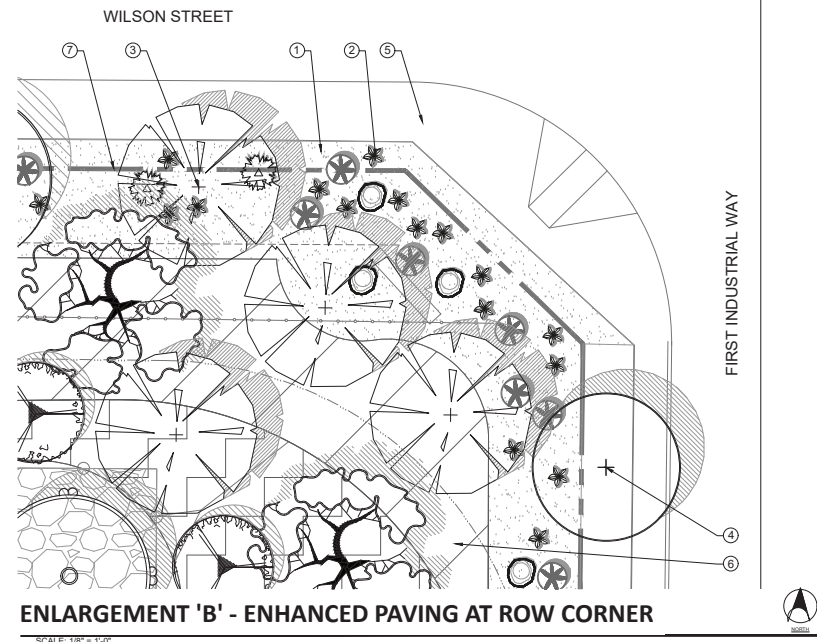 WILSON STREET
7
3
1
2
5
FIRST INDUSTRIAL WAY
4
6
ENLARGEMENT 'B' - ENHANCED PAVING AT ROW CORNER
NORTH
SCALE: 1/8" = 1'-0"